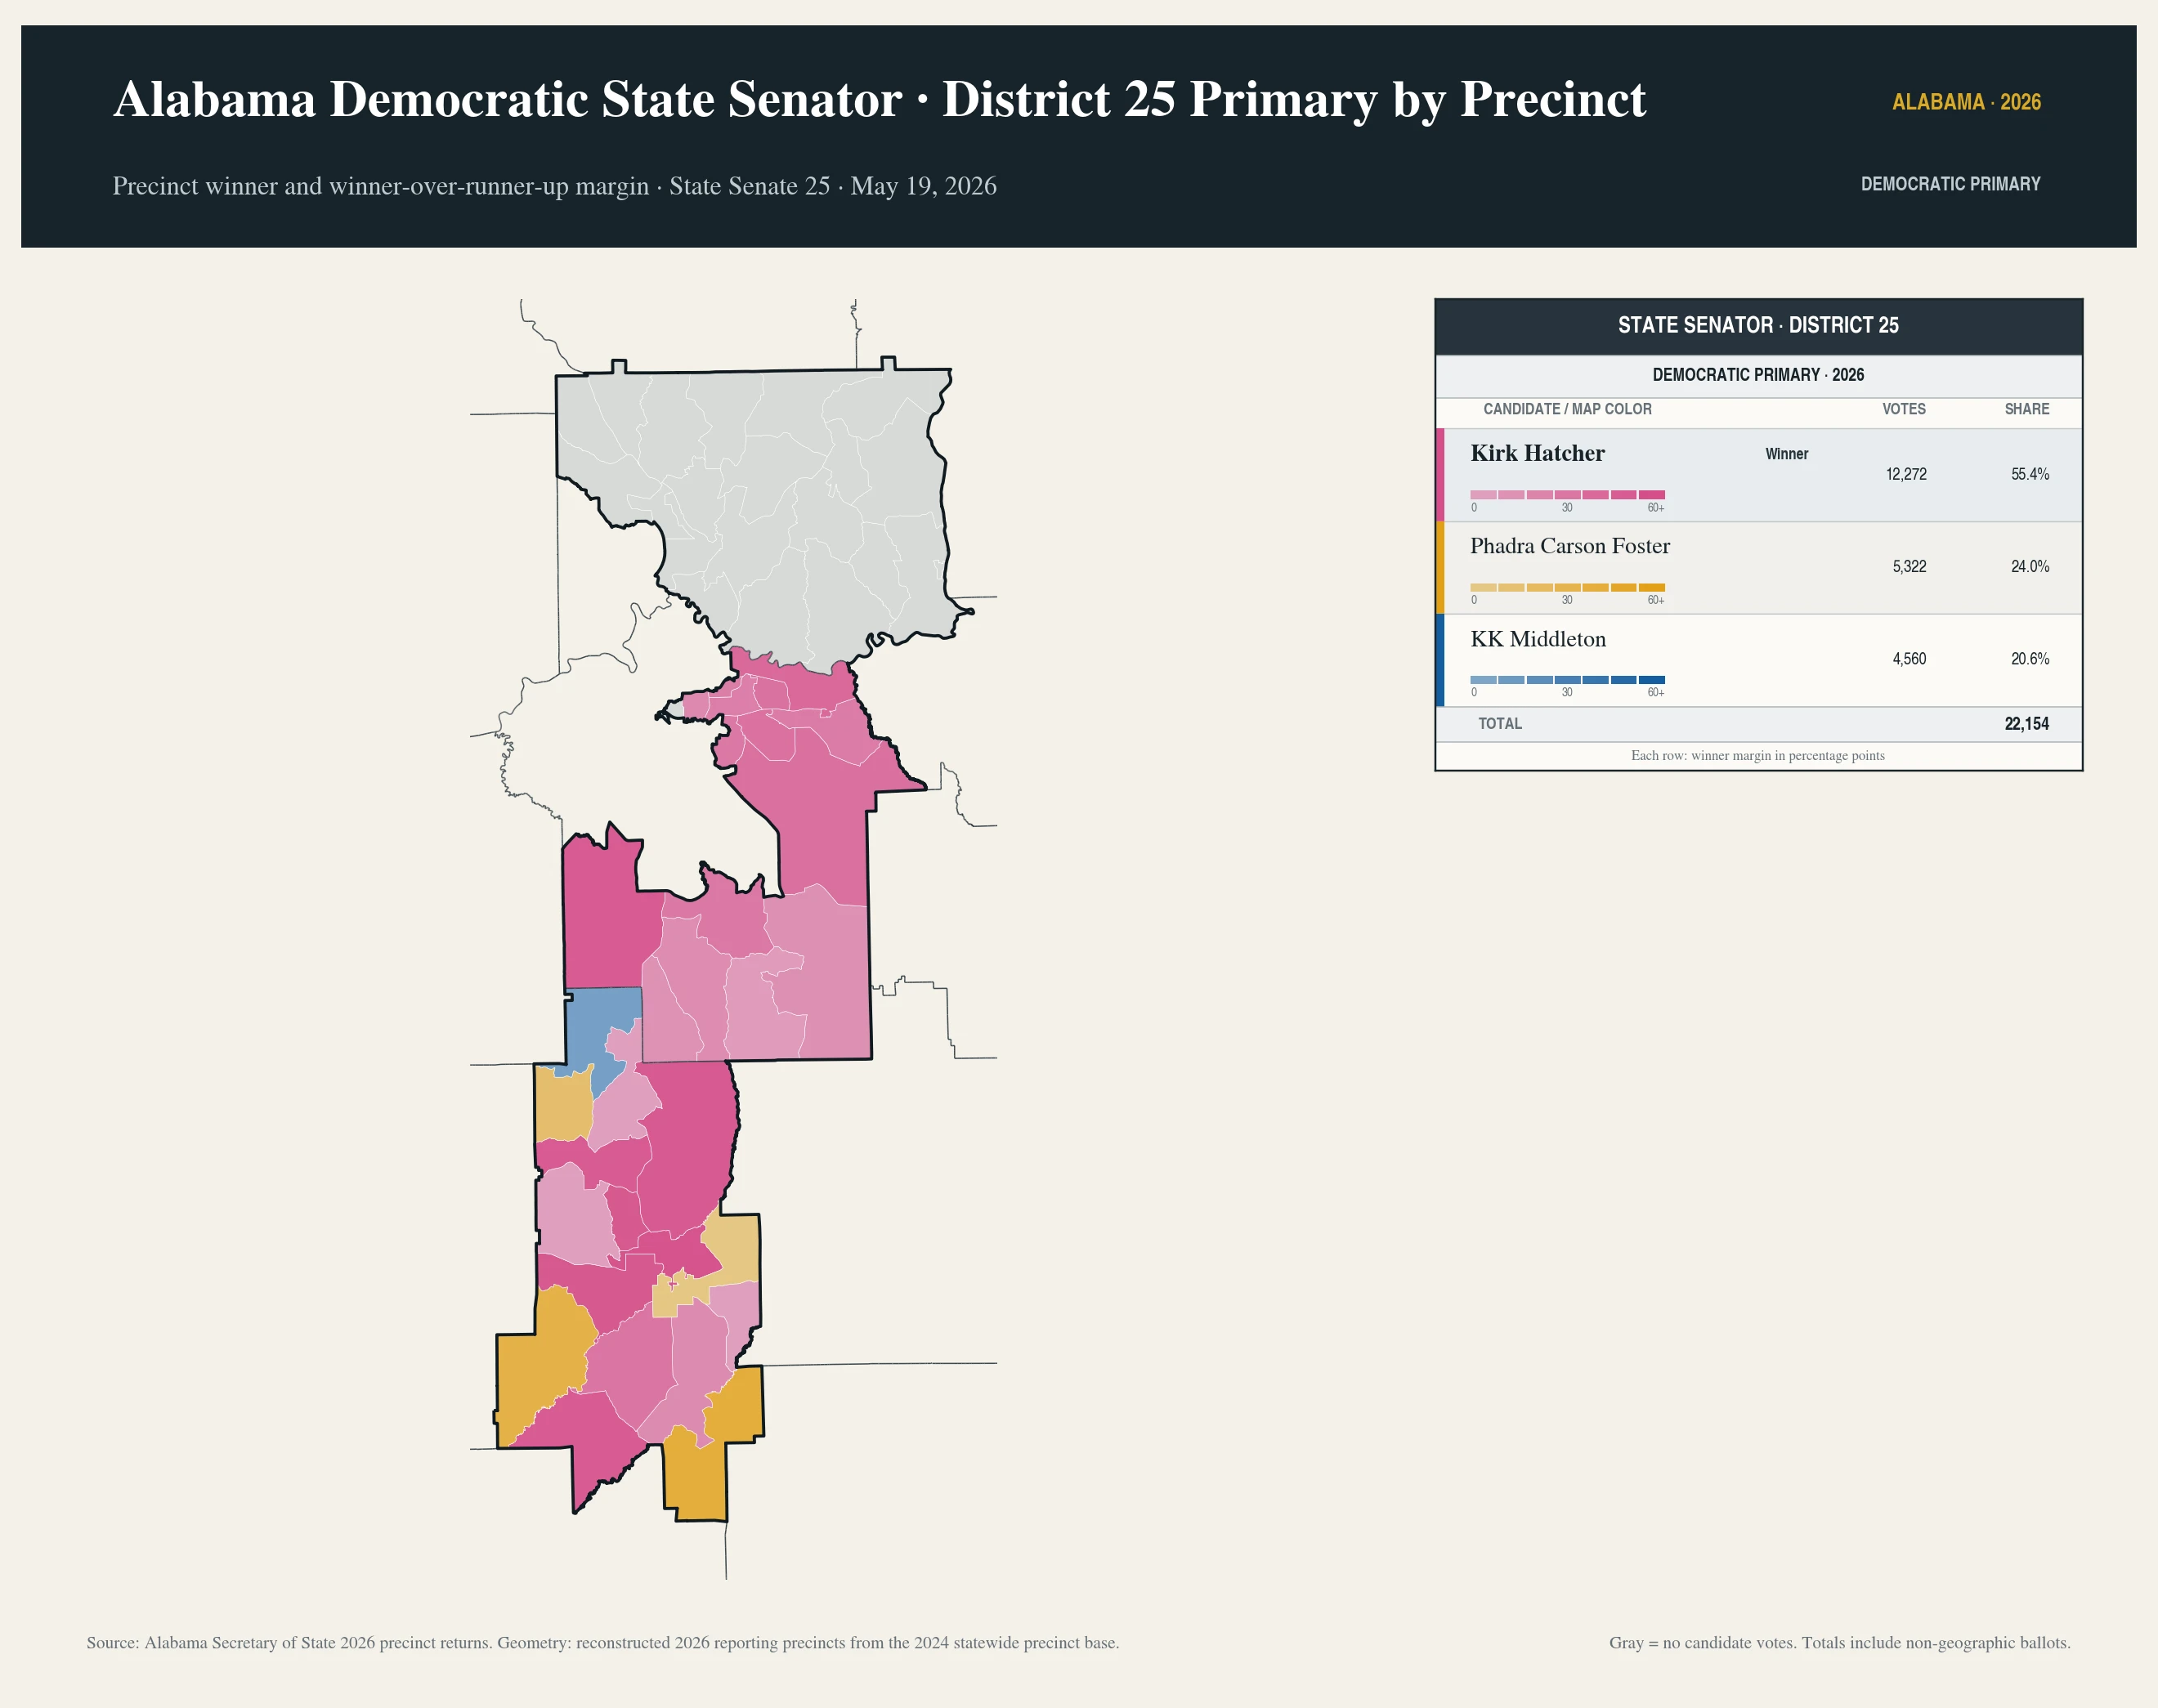 Alabama Democratic State Senator · District 25 Primary by Precinct
ALABAMA · 2026
Precinct winner and winner-over-runner-up margin · State Senate 25 · May 19, 2026
DEMOCRATIC PRIMARY
STATE SENATOR · DISTRICT 25
DEMOCRATIC PRIMARY · 2026
CANDIDATE / MAP COLOR VOTES SHARE
Kirk Hatcher Winner 12,272 55.4%
0 30 60+
Phadra Carson Foster 5,322 24.0%
0 30 60+
KK Middleton 4,560 20.6%
0 30 60+
TOTAL 22,154
Each row: winner margin in percentage points
Source: Alabama Secretary of State 2026 precinct returns. Geometry: reconstructed 2026 reporting precincts from the 2024 statewide precinct base.
Gray = no candidate votes. Totals include non-geographic ballots.